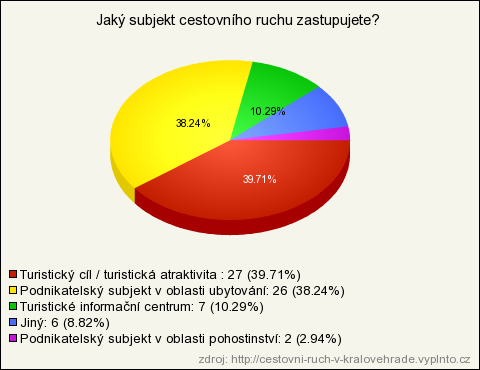 Jaký subjekt cestovního ruchu zastupujete?
10.29%
38.24%
39.71%
Turistický cíl / turistická atraktivita : 27 (39.71%)
Podnikatelský subjekt v oblasti ubytování: 26 (38.24%)
Turistické informační centrum: 7 (10.29%)
Jiný: 6 (8.82%)
Podnikatelský subjekt v oblasti pohostinství: 2 (2.94%)
zdroj: http://cestovni-ruch-v-kralovehrade.vyplnto.cz